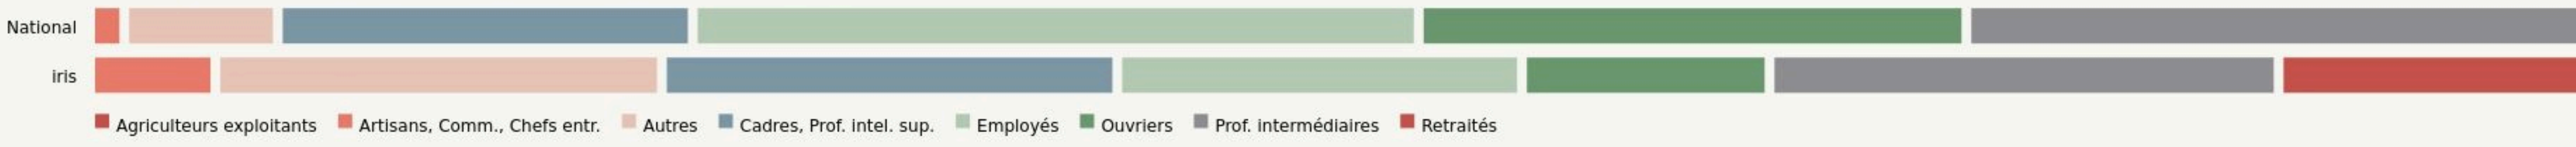 National
iris
Agriculteurs exploitants Artisans, Comm., Chefs entr. Autres Cadres, Prof. intel. sup. Employés Ouvriers Prof. intermédiaires Retraités